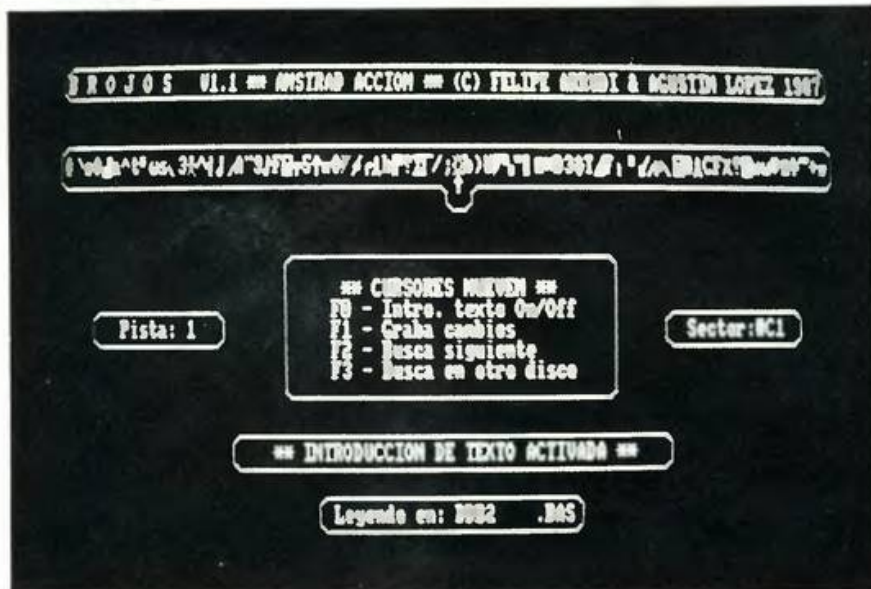 B R O J O S V1.1 ** AMSTRAD ACCION ** (C) FELIPE ARRUDI & AGUSTIN LOPEZ 1987
** CURSORES MUEVEN **
F0 - Intro. texto On/Off
F1 - Graba cambios
F2 - Busca siguiente
F3 - Busca en otro disco
Pista: 1
Sector:&C1
** INTRODUCCION DE TEXTO ACTIVADA **
Leyendo en: .BAS